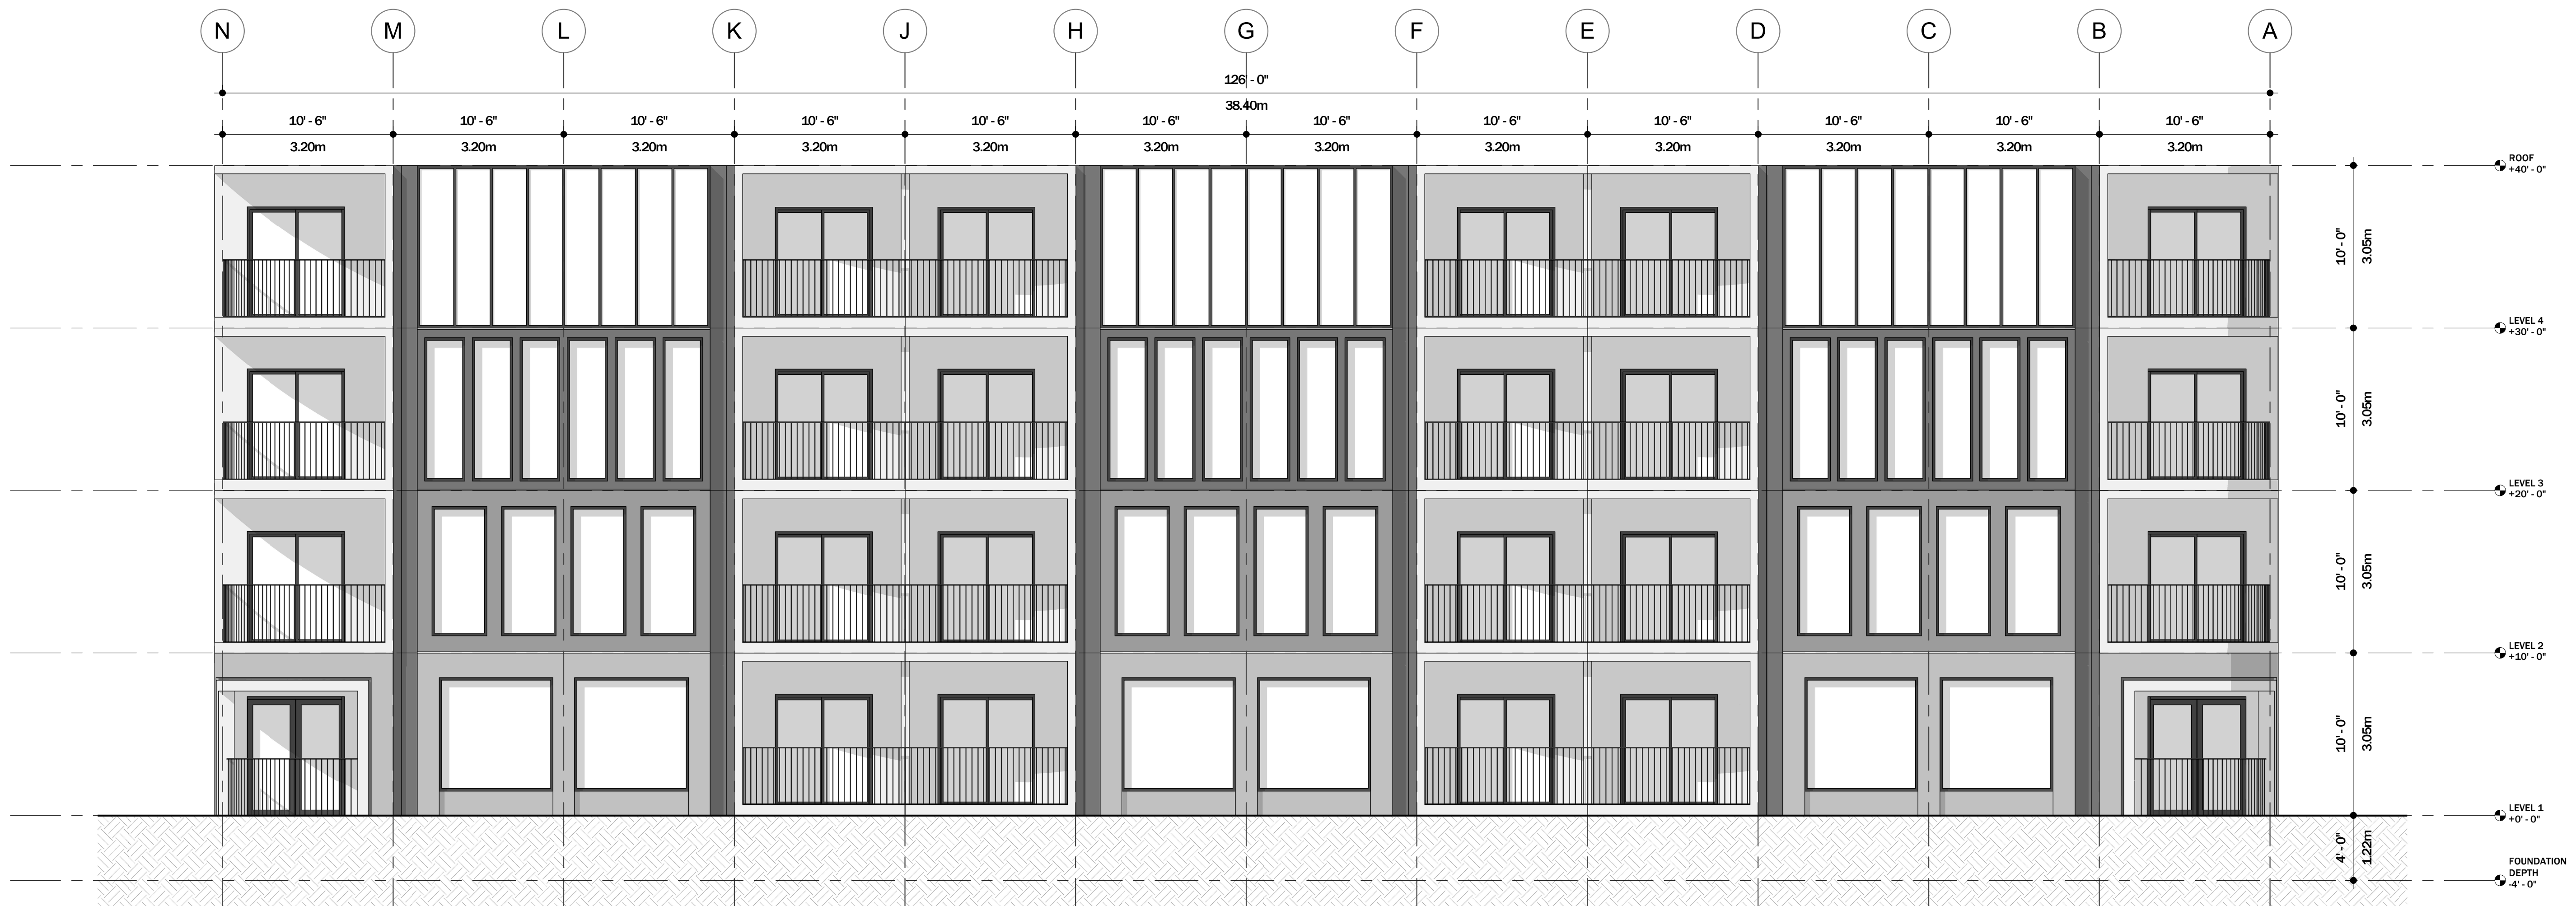 N M L K J H G F E D C B A
126' - 0"
38.40m
10' - 6" 10' - 6" 10' - 6" 10' - 6" 10' - 6" 10' - 6" 10' - 6" 10' - 6" 10' - 6" 10' - 6" 10' - 6" 10' - 6"
3.20m 3.20m 3.20m 3.20m 3.20m 3.20m 3.20m 3.20m 3.20m 3.20m 3.20m 3.20m
ROOF
+40' - 0"
10' - 0"
3.05m
LEVEL 4
+30' - 0"
10' - 0"
3.05m
LEVEL 3
+20' - 0"
10' - 0"
3.05m
LEVEL 2
+10' - 0"
10' - 0"
3.05m
LEVEL 1
+0' - 0"
4' - 0"
1.22m
FOUNDATION
DEPTH
-4' - 0"